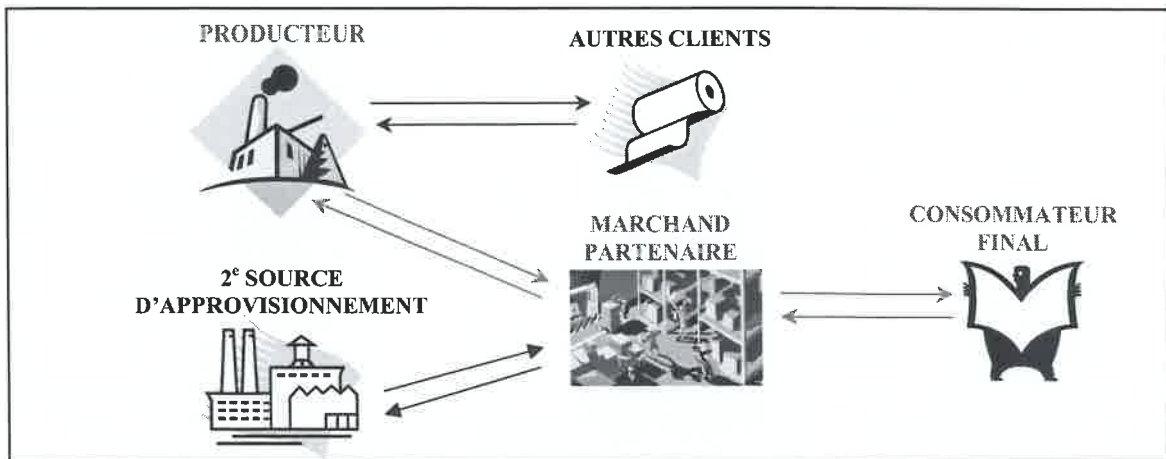 PRODUCTEUR
AUTRES CLIENTS
MARCHAND
PARTENAIRE
CONSOMMATEUR
FINAL
2e SOURCE
D'APPROVISIONNEMENT